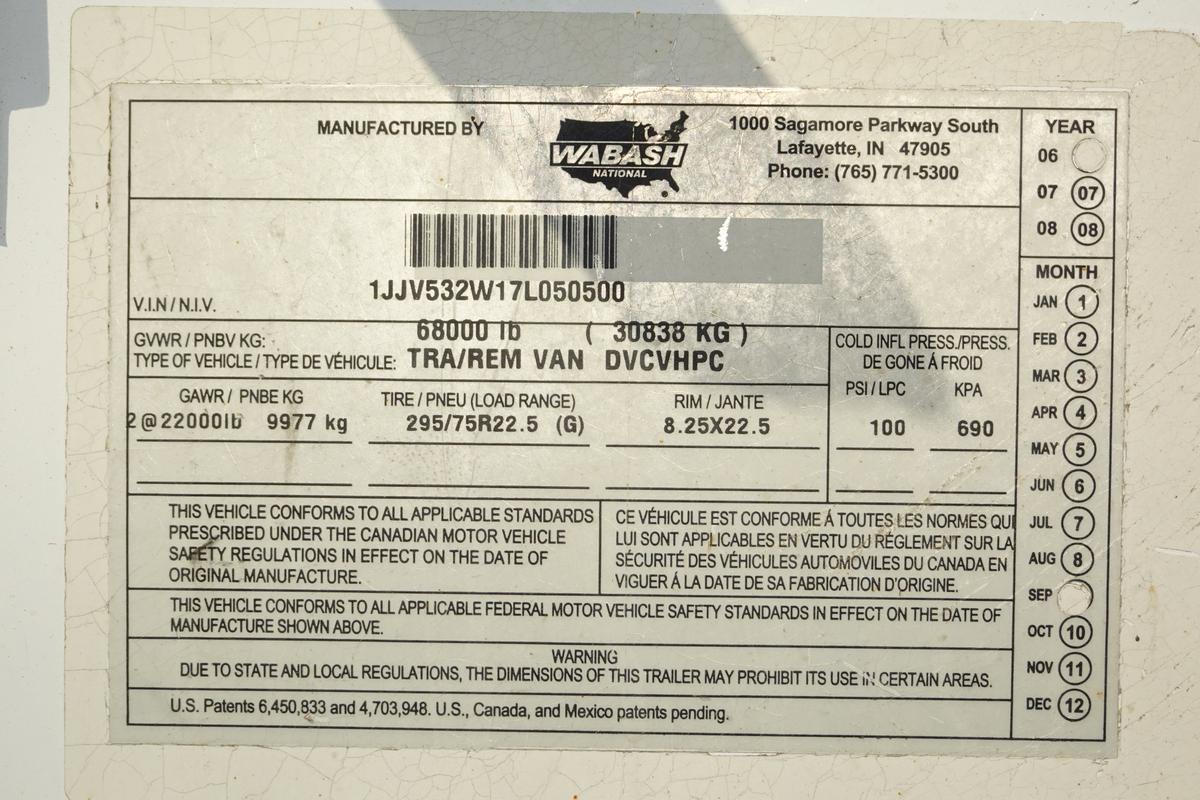 MANUFACTURED BY
WABASH
NATIONAL
1000 Sagamore Parkway South
Lafayette, IN 47905
Phone: (765) 771-5300
V.I.N / N.I.V.
1JJV532W17L050500
GVWR / PNBV KG: 68000 lb ( 30838 KG )
TYPE OF VEHICLE / TYPE DE VÉHICULE: TRA/REM VAN DVCVHPC
COLD INFL PRESS./PRESS.
DE GONE Á FROID
PSI / LPC KPA
100 690
GAWR / PNBE KG TIRE / PNEU (LOAD RANGE) RIM / JANTE
2@22000lb 9977 kg 295/75R22.5 (G) 8.25X22.5
THIS VEHICLE CONFORMS TO ALL APPLICABLE STANDARDS
PRESCRIBED UNDER THE CANADIAN MOTOR VEHICLE
SAFETY REGULATIONS IN EFFECT ON THE DATE OF
ORIGINAL MANUFACTURE.
CE VÉHICULE EST CONFORME Á TOUTES LES NORMES QUI
LUI SONT APPLICABLES EN VERTU DU RÉGLEMENT SUR LA
SÉCURITÉ DES VÉHICULES AUTOMOVILES DU CANADA EN
VIGUER Á LA DATE DE SA FABRICATION D'ORIGINE.
THIS VEHICLE CONFORMS TO ALL APPLICABLE FEDERAL MOTOR VEHICLE SAFETY STANDARDS IN EFFECT ON THE DATE OF
MANUFACTURE SHOWN ABOVE.
WARNING
DUE TO STATE AND LOCAL REGULATIONS, THE DIMENSIONS OF THIS TRAILER MAY PROHIBIT ITS USE IN CERTAIN AREAS.
U.S. Patents 6,450,833 and 4,703,948. U.S., Canada, and Mexico patents pending.
YEAR
06
07 07
08 08
MONTH
JAN 1
FEB 2
MAR 3
APR 4
MAY 5
JUN 6
JUL 7
AUG 8
SEP
OCT 10
NOV 11
DEC 12